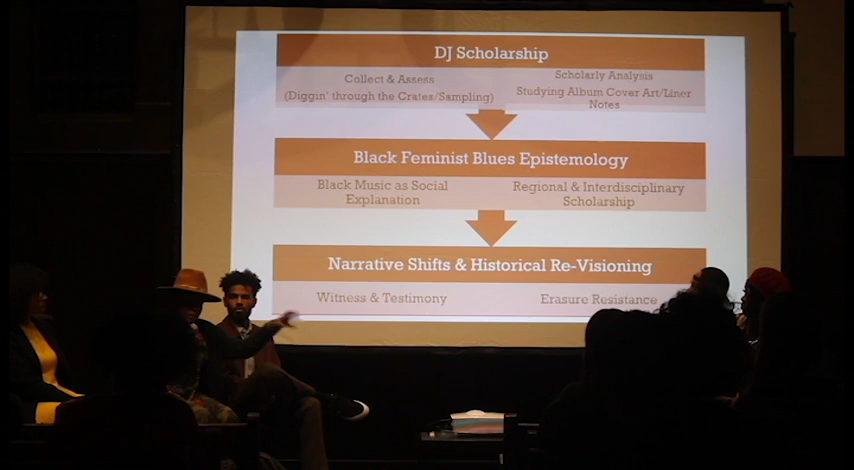 DJ Scholarship
Collect & Assess
(Diggin' through the Crates/Sampling)
Scholarly Analysis
Studying Album Cover Art/Liner
Notes
Black Feminist Blues Epistemology
Black Music as Social
Explanation
Regional & Interdisciplinary
Scholarship
Narrative Shifts & Historical Re-Visioning
Witness & Testimony
Erasure Resistance